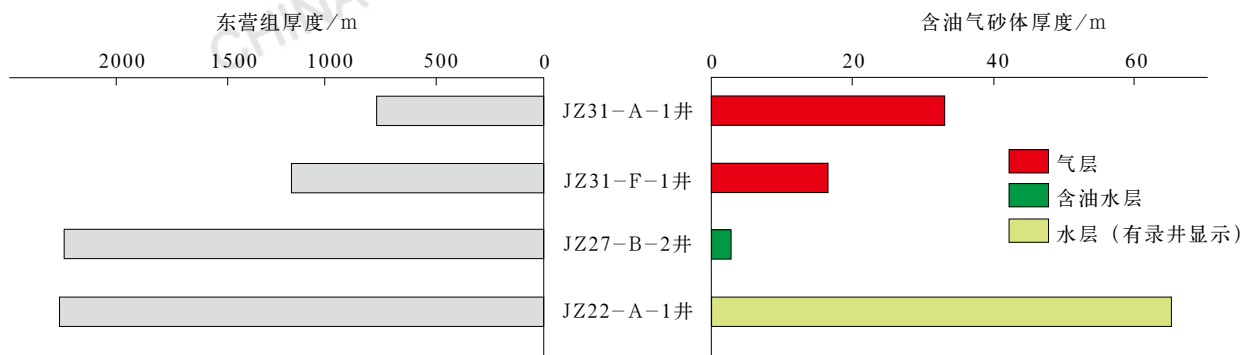 东营组厚度/m
含油气砂体厚度/m
2000 1500 1000 500 0
0 20 40 60
JZ31-A-1井
JZ31-F-1井
JZ27-B-2井
JZ22-A-1井
气层
含油水层
水层（有录井显示）
CHINA